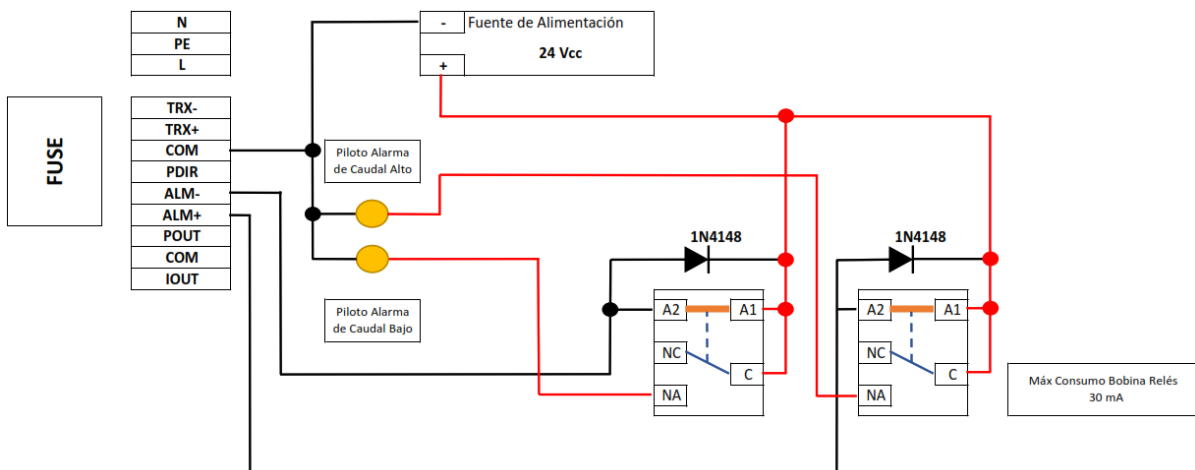 N
PE
L
FUSE
TRX-
TRX+
COM
PDIR
ALM-
ALM+
POUT
COM
IOUT
- Fuente de Alimentación
24 Vcc
+
Piloto Alarma
de Caudal Alto
Piloto Alarma
de Caudal Bajo
1N4148
A2 A1
NC
C
NA
1N4148
A2 A1
NC
C
NA
Máx Consumo Bobina Relés
30 mA